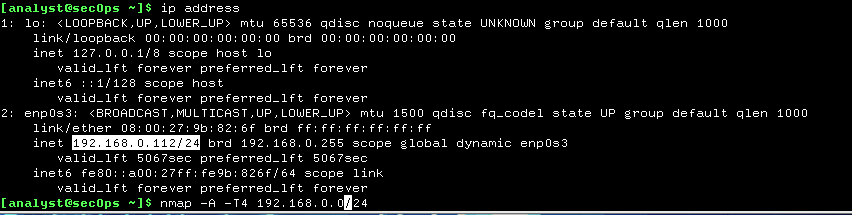 [analyst@secOps ~]$ ip address
1: lo: <LOOPBACK,UP,LOWER_UP> mtu 65536 qdisc noqueue state UNKNOWN group default qlen 1000
    link/loopback 00:00:00:00:00:00 brd 00:00:00:00:00:00
    inet 127.0.0.1/8 scope host lo
       valid_lft forever preferred_lft forever
    inet6 ::1/128 scope host
       valid_lft forever preferred_lft forever
2: enp0s3: <BROADCAST,MULTICAST,UP,LOWER_UP> mtu 1500 qdisc fq_codel state UP group default qlen 1000
    link/ether 08:00:27:9b:82:6f brd ff:ff:ff:ff:ff:ff
    inet 192.168.0.112/24 brd 192.168.0.255 scope global dynamic enp0s3
       valid_lft 5067sec preferred_lft 5067sec
    inet6 fe80::a00:27ff:fe9b:826f/64 scope link
       valid_lft forever preferred_lft forever
[analyst@secOps ~]$ nmap -A -T4 192.168.0.0/24